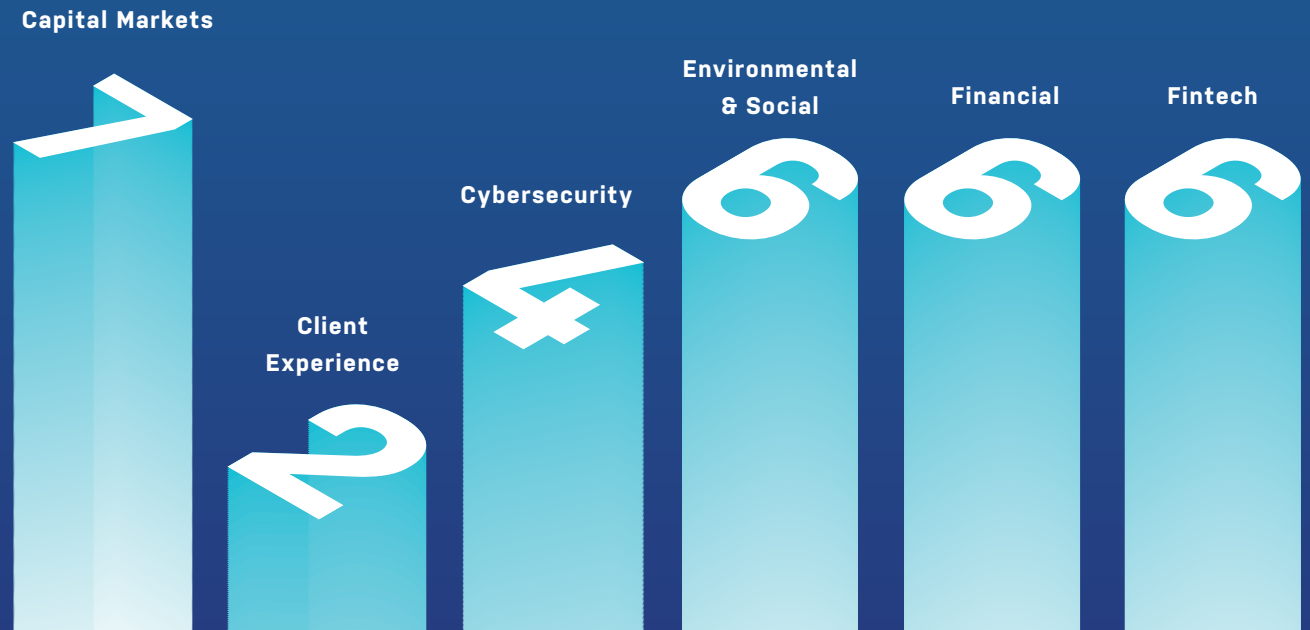 Capital Markets
7
Client
Experience
2
Cybersecurity
4
Environmental
& Social
6
Financial
6
Fintech
6